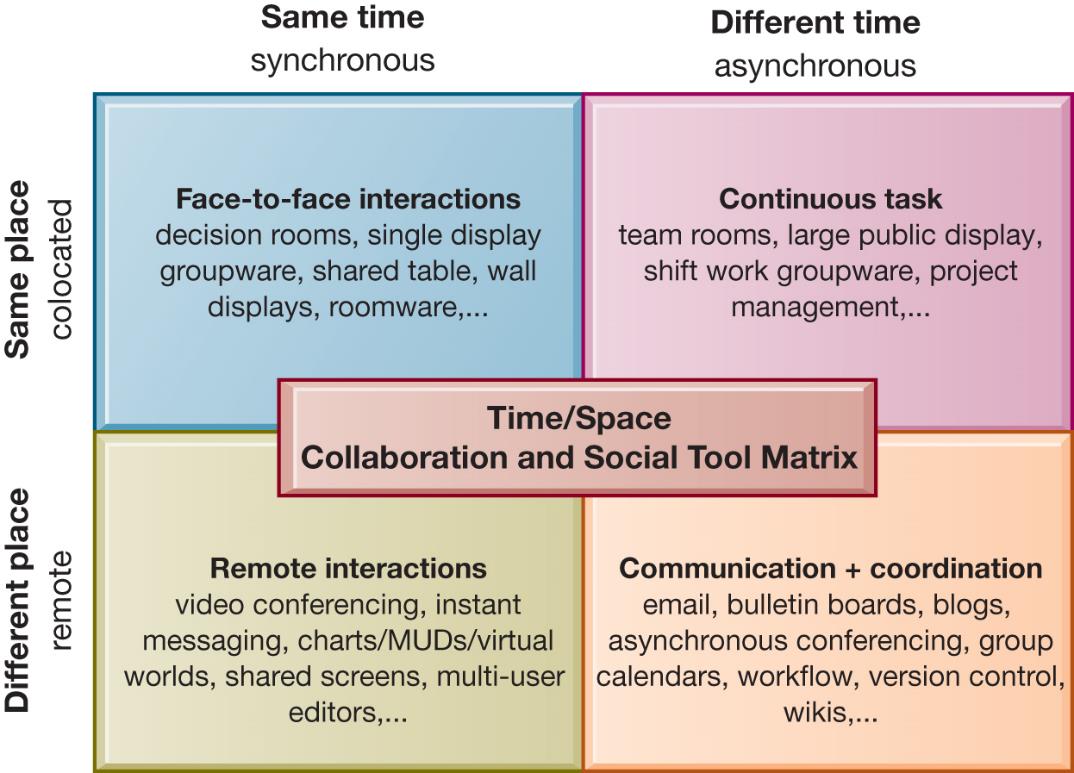 Same time
synchronous
Different time
asynchronous
Same place
colocated
Face-to-face interactions
decision rooms, single display
groupware, shared table, wall
displays, roomware,...
Continuous task
team rooms, large public display,
shift work groupware, project
management,...
Time/Space
Collaboration and Social Tool Matrix
Different place
remote
Remote interactions
video conferencing, instant
messaging, charts/MUDs/virtual
worlds, shared screens, multi-user
editors,...
Communication + coordination
email, bulletin boards, blogs,
asynchronous conferencing, group
calendars, workflow, version control,
wikis,...